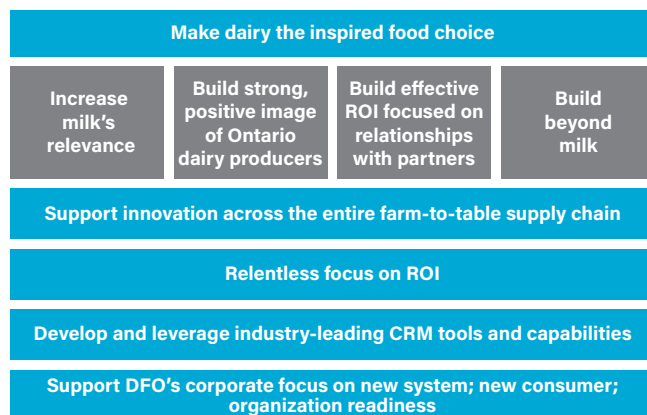 Make dairy the inspired food choice
Increase
milk's
relevance
Build strong,
positive image
of Ontario
dairy producers
Build effective
ROI focused on
relationships
with partners
Build
beyond
milk
Support innovation across the entire farm-to-table supply chain
Relentless focus on ROI
Develop and leverage industry-leading CRM tools and capabilities
Support DFO's corporate focus on new system; new consumer;
organization readiness